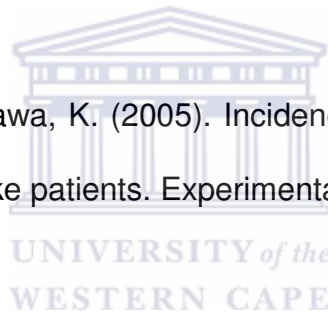 awa, K. (2005). Incidenc
ke patients. Experimenta
UNIVERSITY of the
WESTERN CAPE